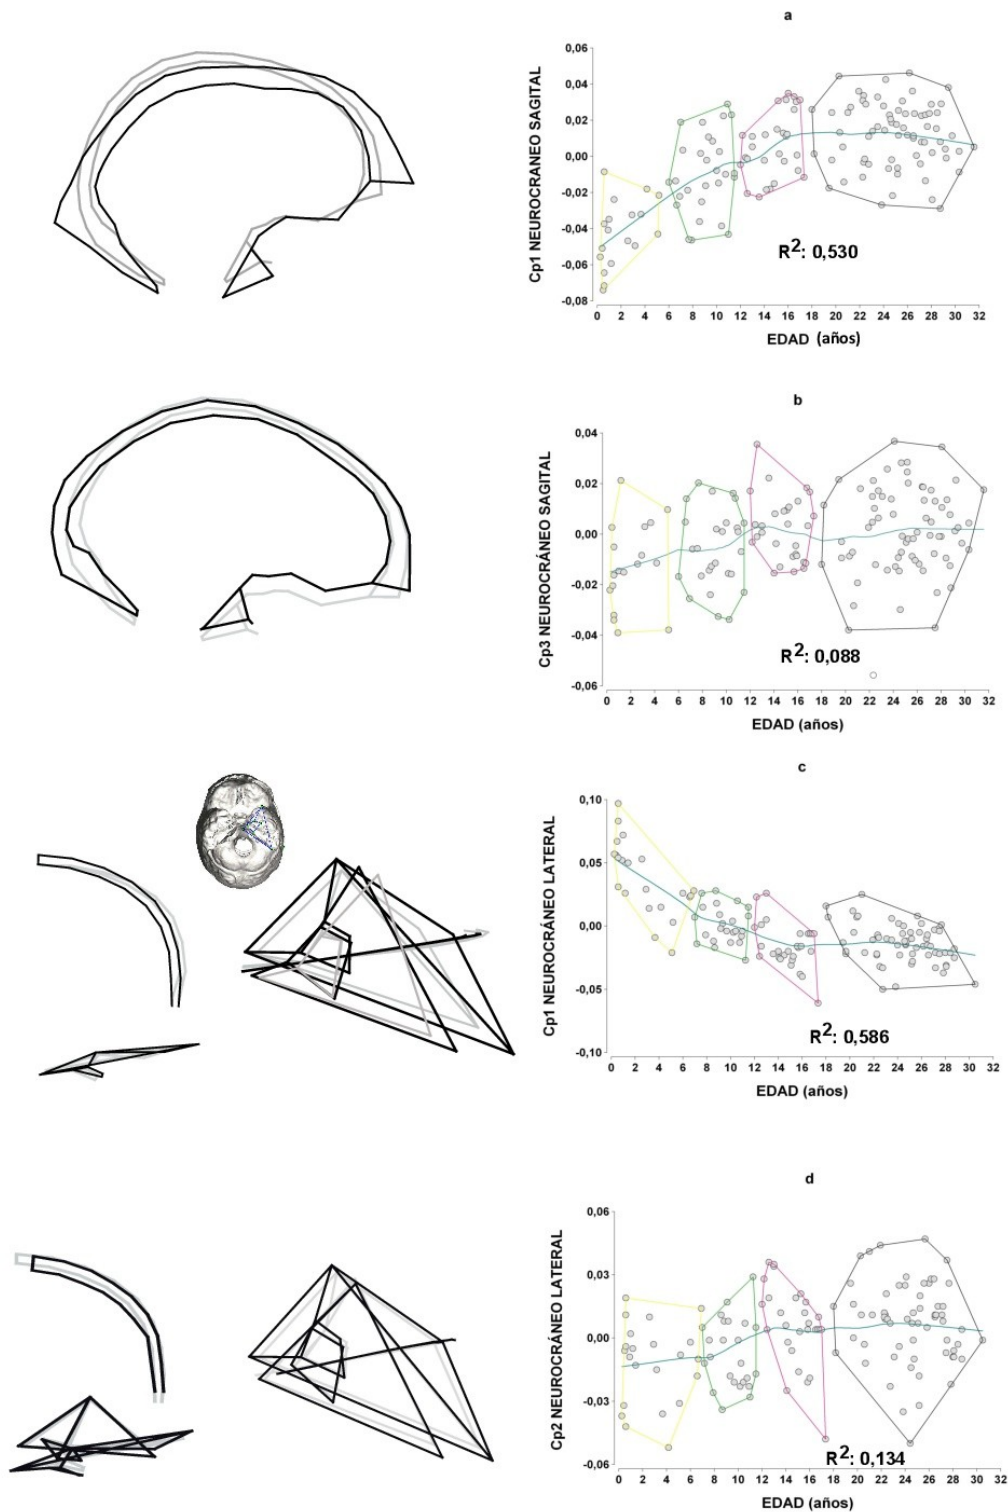 a
0,06
0,04
0,02
0,00
-0,02
-0,04
-0,06
-0,08
Cp1 NEUROCRANEO SAGITAL
R2: 0,530
0 2 4 6 8 10 12 14 16 18 20 22 24 26 28 30 32
EDAD (años)
b
0,04
0,02
0,00
-0,02
-0,04
-0,06
Cp3 NEUROCRÁNEO SAGITAL
R2: 0,088
0 2 4 6 8 10 12 14 16 18 20 22 24 26 28 30 32
EDAD (años)
c
0,10
0,05
0,00
-0,05
-0,10
Cp1 NEUROCRÁNEO LATERAL
R2: 0,586
0 2 4 6 8 10 12 14 16 18 20 22 24 26 28 30 32
EDAD (años)
d
0,06
0,03
0,00
-0,03
-0,06
Cp2 NEUROCRÁNEO LATERAL
R2: 0,134
0 2 4 6 8 10 12 14 16 18 20 22 24 26 28 30 32
EDAD (años)